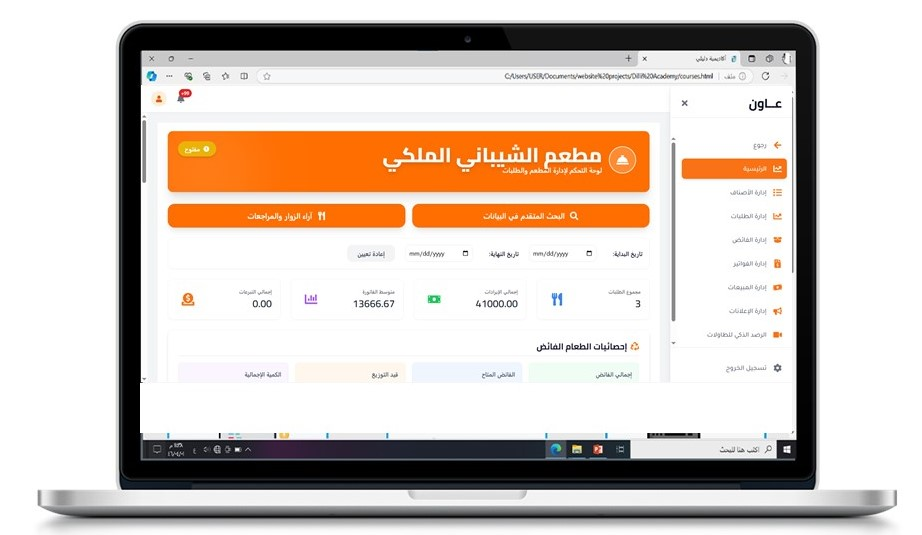 أكاديمية دليلي
C:/Users/USER/Documents/website%20projects/Dilli%20Academy/courses.html
ملف
+99
عـاون
رجوع
الرئيسية
إدارة الأصناف
إدارة الطلبات
إدارة الفائض
إدارة الفواتير
إدارة المبيعات
إدارة الإعلانات
الرصد الذكي للطاولات
تسجيل الخروج
مطعم الشيباني الملكي
لوحة التحكم لإدارة المطعم والطلبات
مفتوح
البحث المتقدم في البيانات
آراء الزوار والمراجعات
تاريخ البداية: mm/dd/yyyy تاريخ النهاية: mm/dd/yyyy إعادة تعيين
مجموع الطلبات
3
إجمالي الإيرادات
41000.00
متوسط الفاتورة
13666.67
إجمالي التبرعات
0.00
إحصائيات الطعام الفائض
إجمالي الفائض
الفائض المتاح
قيد التوزيع
الكمية الإجمالية
اكتب هنا للبحث